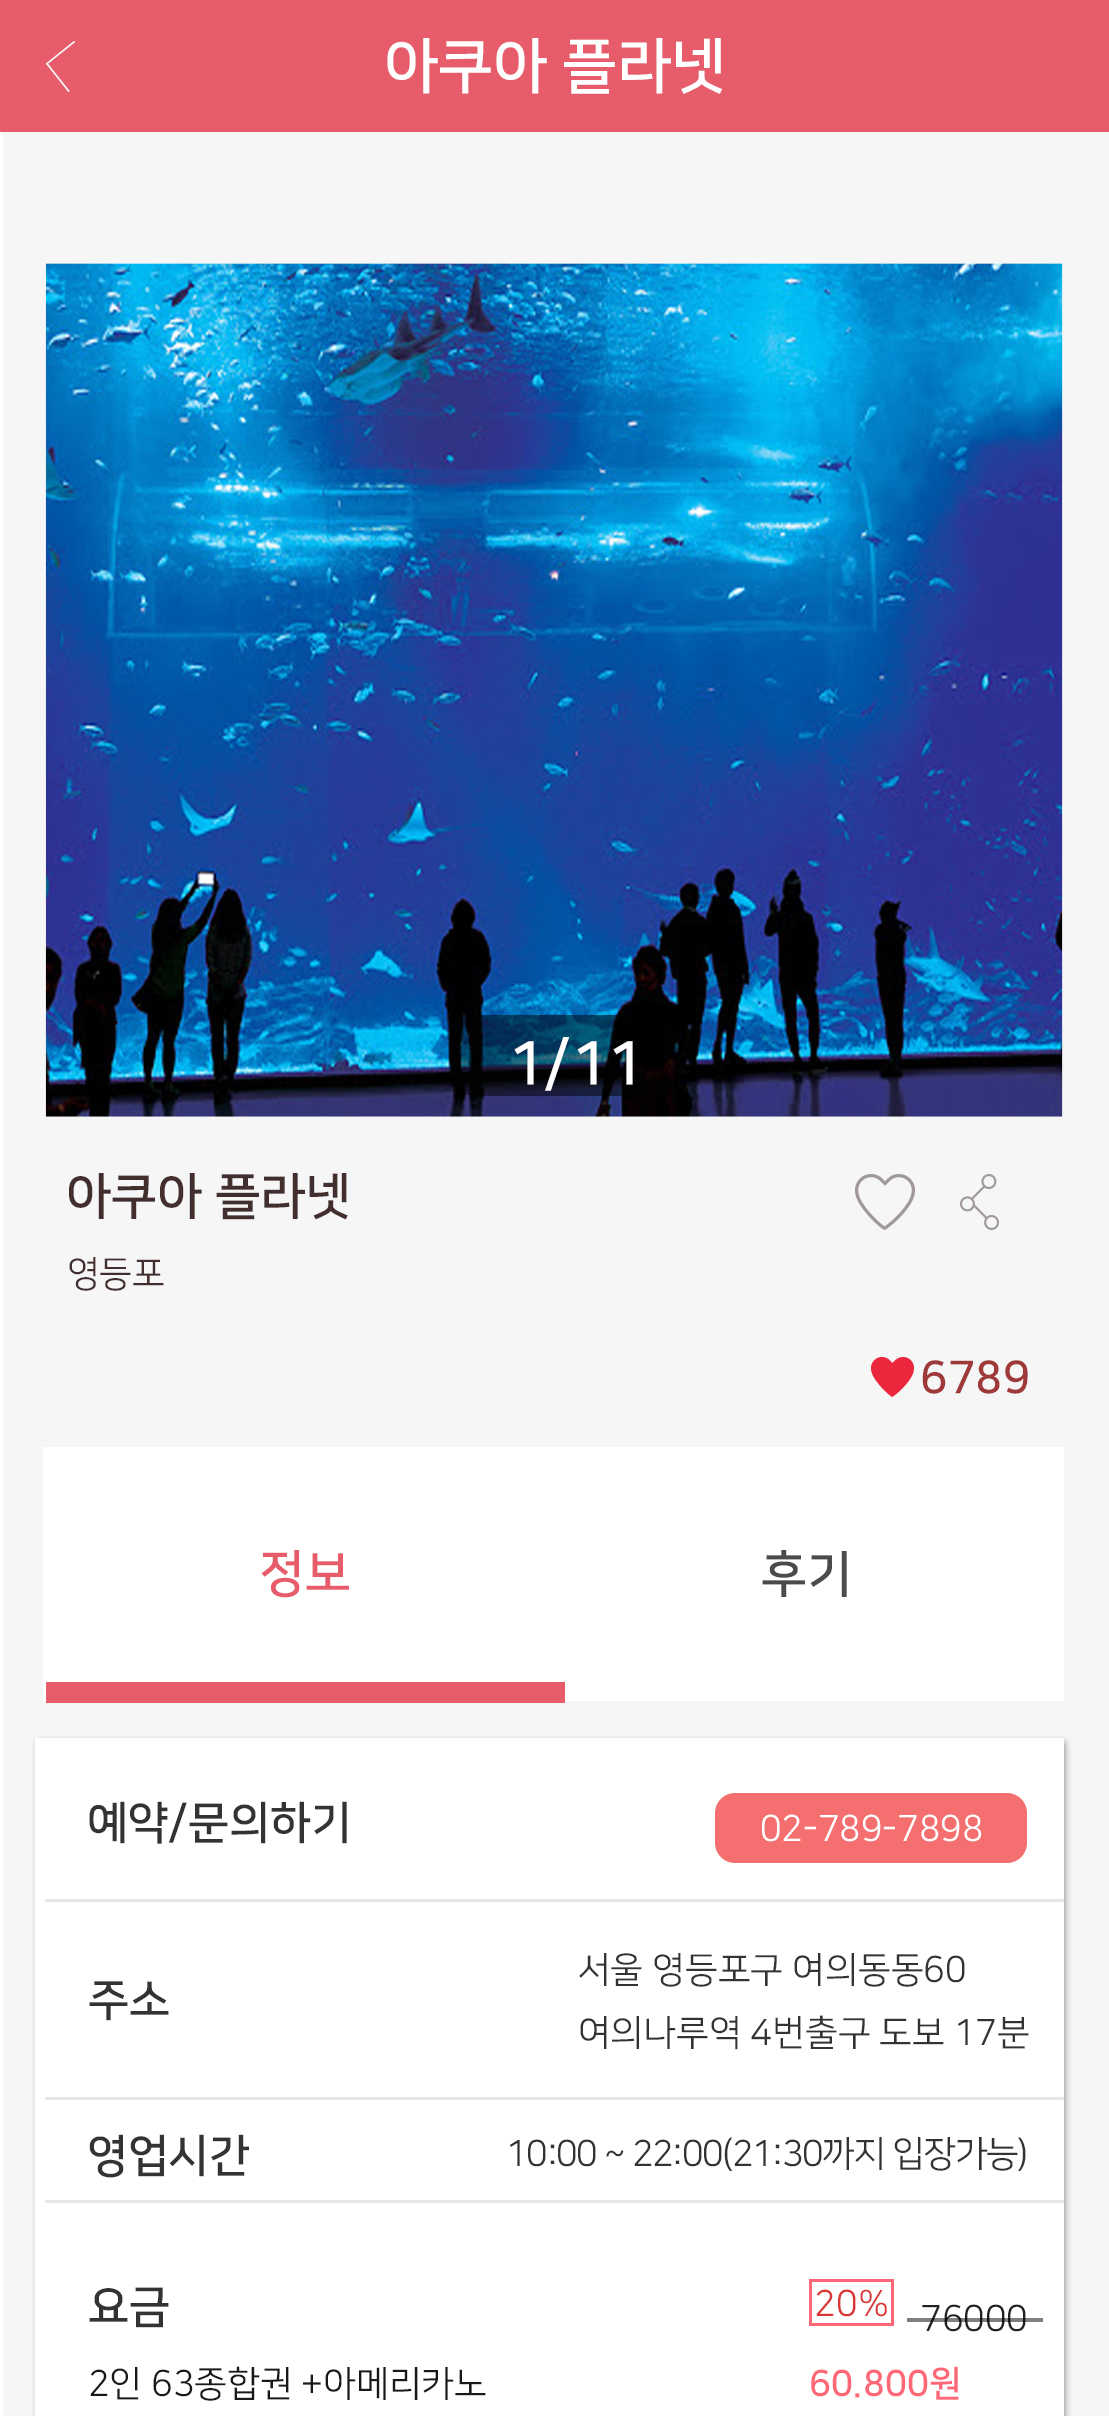 아쿠아 플라넷
1/11
아쿠아 플라넷
영등포
6789
정보
후기
예약/문의하기
02-789-7898
주소
서울 영등포구 여의동동60
여의나루역 4번출구 도보 17분
영업시간
10:00 ~ 22:00(21:30까지 입장가능)
요금
20% 76000
2인 63종합권 +아메리카노
60.800원